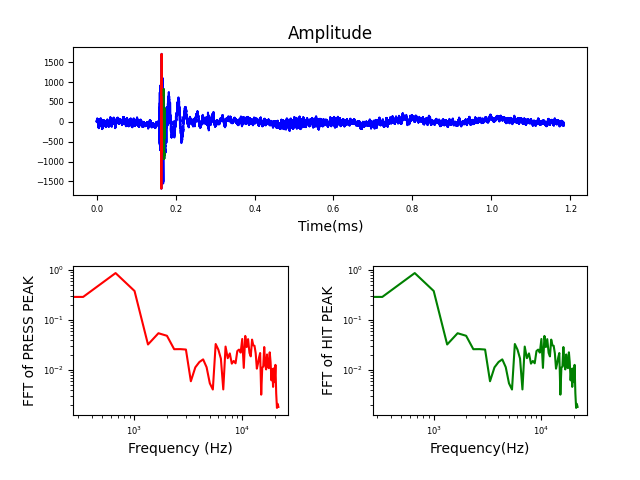 Amplitude
1500
1000
500
0
−500
−1000
−1500
0.0 0.2 0.4 0.6 0.8 1.0 1.2
Time(ms)
FFT of PRESS PEAK
10⁰
10⁻¹
10⁻²
10³ 10⁴
Frequency (Hz)
FFT of HIT PEAK
10⁰
10⁻¹
10⁻²
10³ 10⁴
Frequency(Hz)